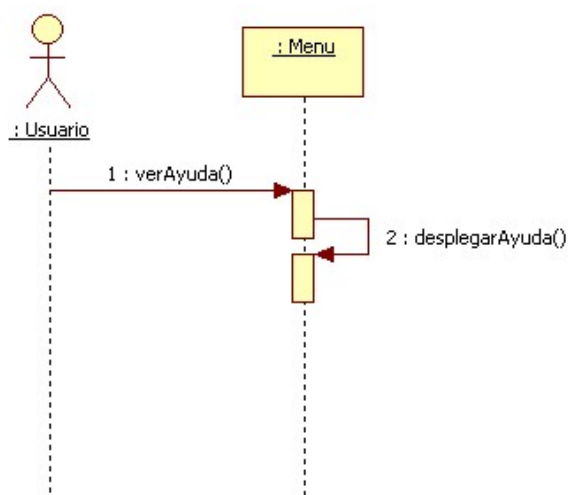 : Menu
: Usuario
1 : verAyuda()
2 : desplegarAyuda()